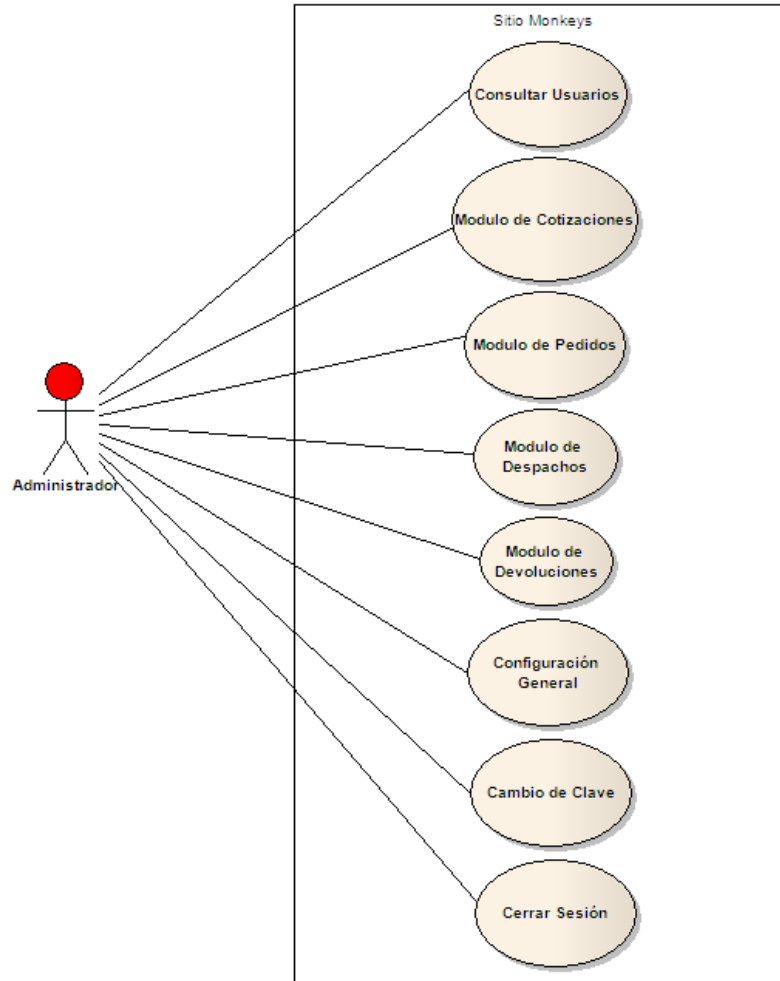 Sitio Monkeys
Consultar Usuarios
Modulo de Cotizaciones
Modulo de Pedidos
Modulo de
Despachos
Administrador
Modulo de
Devoluciones
Configuración
General
Cambio de Clave
Cerrar Sesión